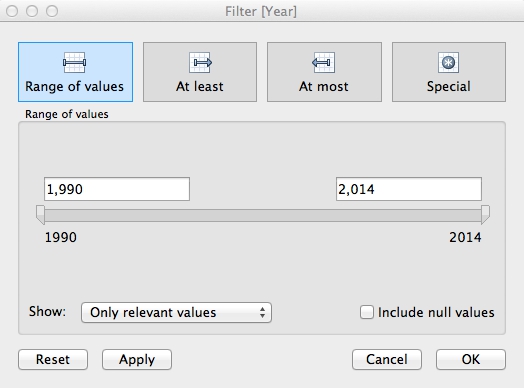 Filter [Year]
Range of values At least At most Special
Range of values
1,990 2,014
1990 2014
Show: Only relevant values Include null values
Reset Apply Cancel OK